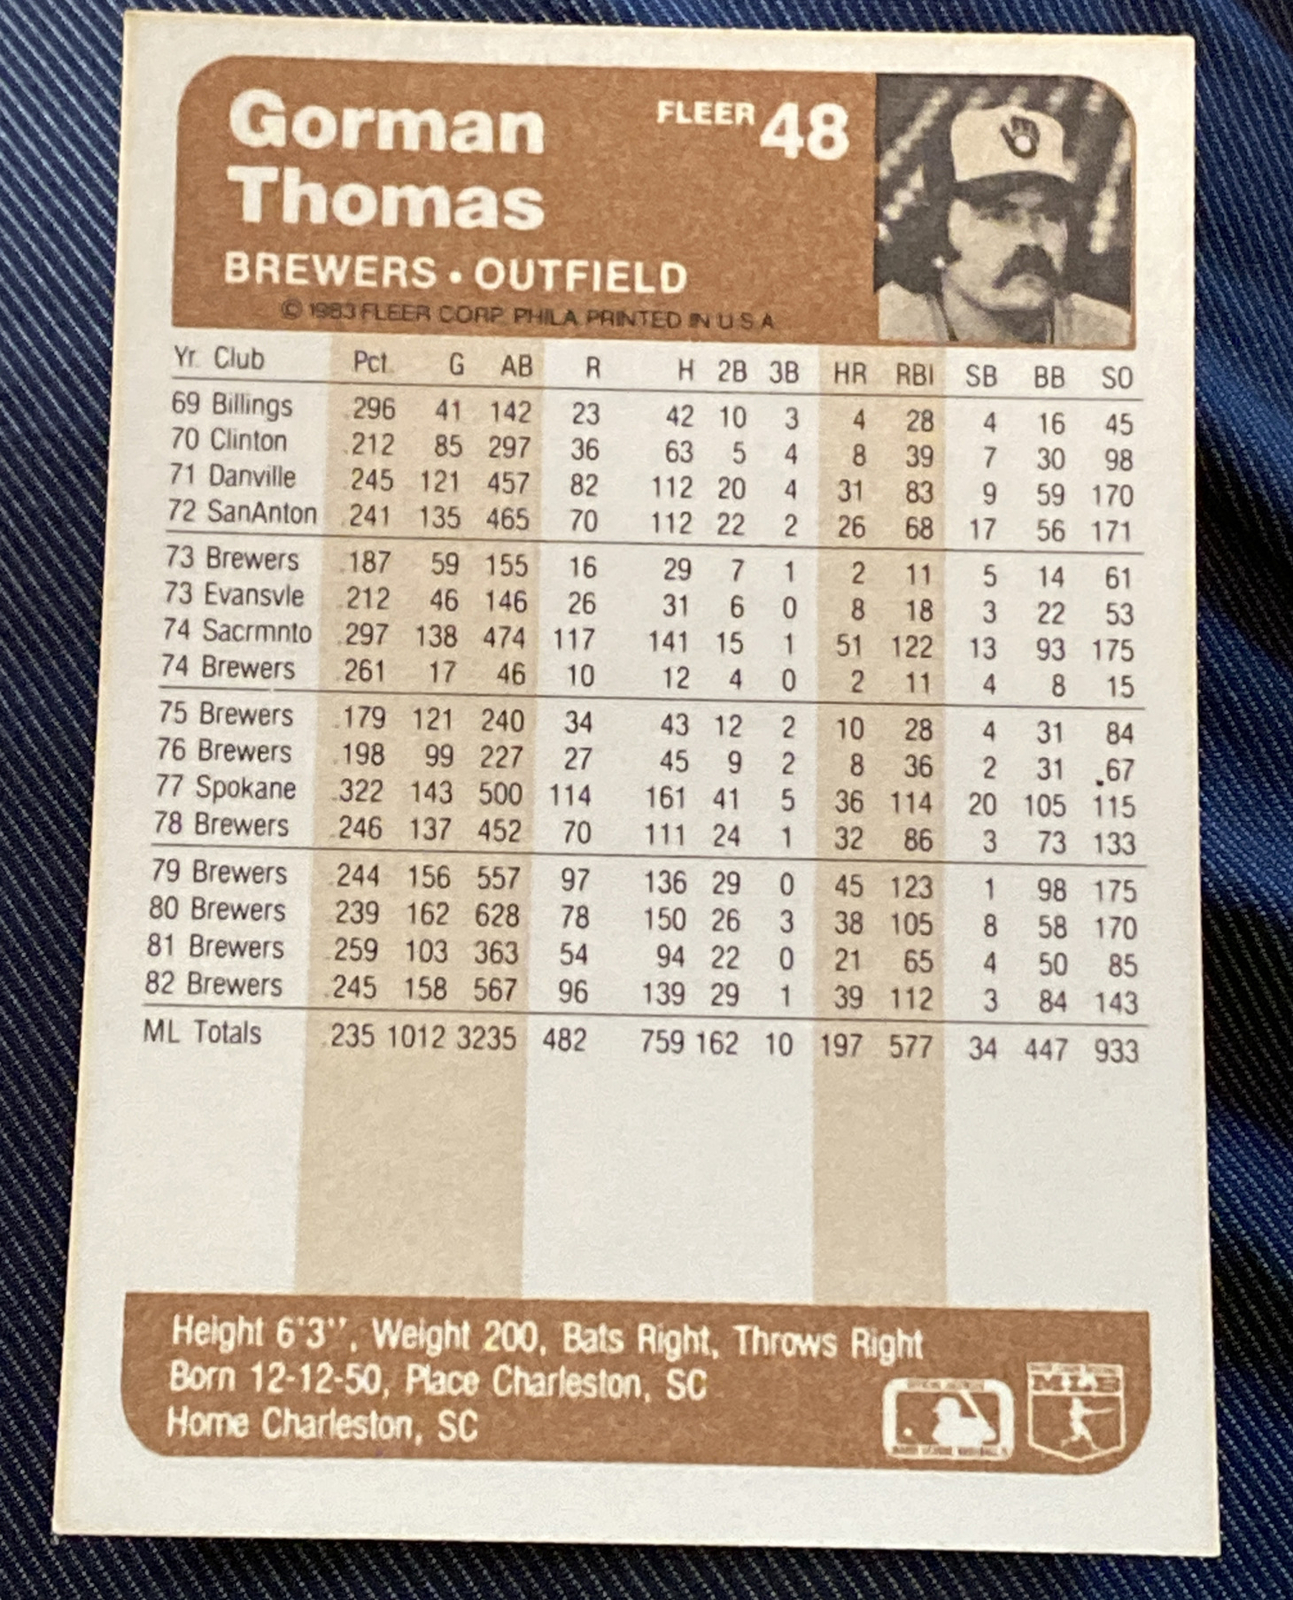 Gorman
Thomas
FLEER 48
BREWERS • OUTFIELD
© 1983 FLEER CORP. PHILA PRINTED IN U S A
Yr. Club Pct. G AB R H 2B 3B HR RBI SB BB SO
69 Billings .296 41 142 23 42 10 3 4 28 4 16 45
70 Clinton .212 85 297 36 63 5 4 8 39 7 30 98
71 Danville .245 121 457 82 112 20 4 31 83 9 59 170
72 SanAnton .241 135 465 70 112 22 2 26 68 17 56 171
73 Brewers .187 59 155 16 29 7 1 2 11 5 14 61
73 Evansvle .212 46 146 26 31 6 0 8 18 3 22 53
74 Sacrmnto .297 138 474 117 141 15 1 51 122 13 93 175
74 Brewers .261 17 46 10 12 4 0 2 11 4 8 15
75 Brewers .179 121 240 34 43 12 2 10 28 4 31 84
76 Brewers .198 99 227 27 45 9 2 8 36 2 31 67
77 Spokane .322 143 500 114 161 41 5 36 114 20 105 115
78 Brewers .246 137 452 70 111 24 1 32 86 3 73 133
79 Brewers .244 156 557 97 136 29 0 45 123 1 98 175
80 Brewers .239 162 628 78 150 26 3 38 105 8 58 170
81 Brewers .259 103 363 54 94 22 0 21 65 4 50 85
82 Brewers .245 158 567 96 139 29 1 39 112 3 84 143
ML Totals .235 1012 3235 482 759 162 10 197 577 34 447 933
Height 6'3", Weight 200, Bats Right, Throws Right
Born 12-12-50, Place Charleston, SC
Home Charleston, SC